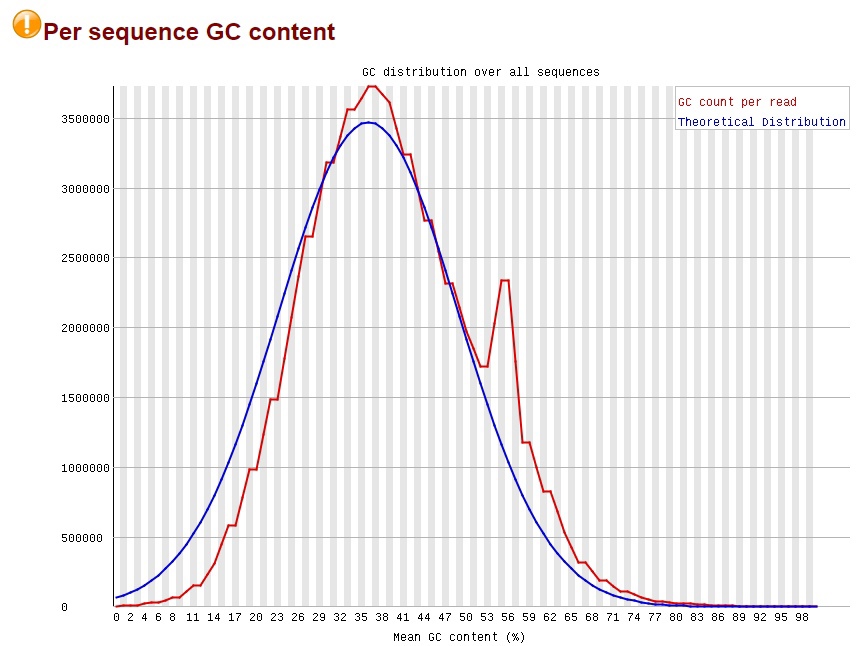 Per sequence GC content
GC distribution over all sequences
GC count per read
Theoretical Distribution
3500000
3000000
2500000
2000000
1500000
1000000
500000
0
0 2 4 6 8 11 14 17 20 23 26 29 32 35 38 41 44 47 50 53 56 59 62 65 68 71 74 77 80 83 86 89 92 95 98
Mean GC content (%)